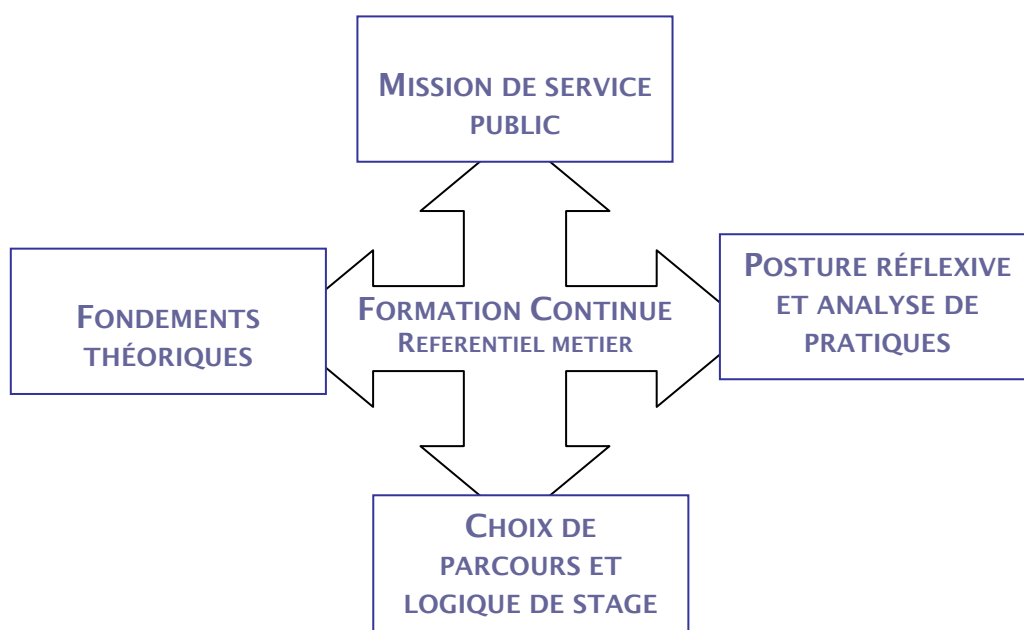 MISSION DE SERVICE
PUBLIC
FONDEMENTS
THÉORIQUES
FORMATION CONTINUE
REFERENTIEL METIER
POSTURE RÉFLEXIVE
ET ANALYSE DE
PRATIQUES
CHOIX DE
PARCOURS ET
LOGIQUE DE STAGE